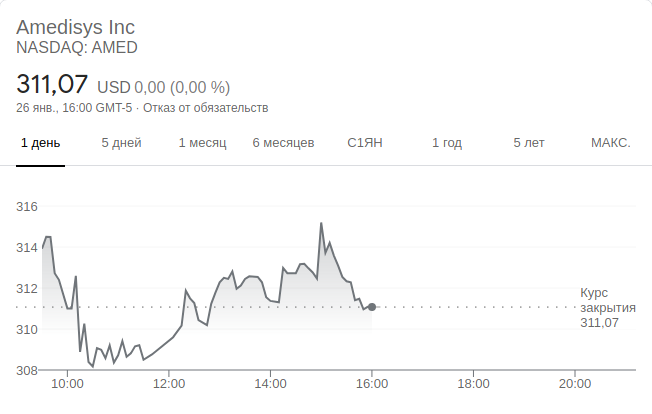 Amedisys Inc
NASDAQ: AMED
311,07 USD 0,00 (0,00 %)
26 янв., 16:00 GMT-5 · Отказ от обязательств
1 день 5 дней 1 месяц 6 месяцев С1ЯН 1 год 5 лет МАКС.
316
314
312
Курс
закрытия
311,07
310
308
10:00 12:00 14:00 16:00 18:00 20:00